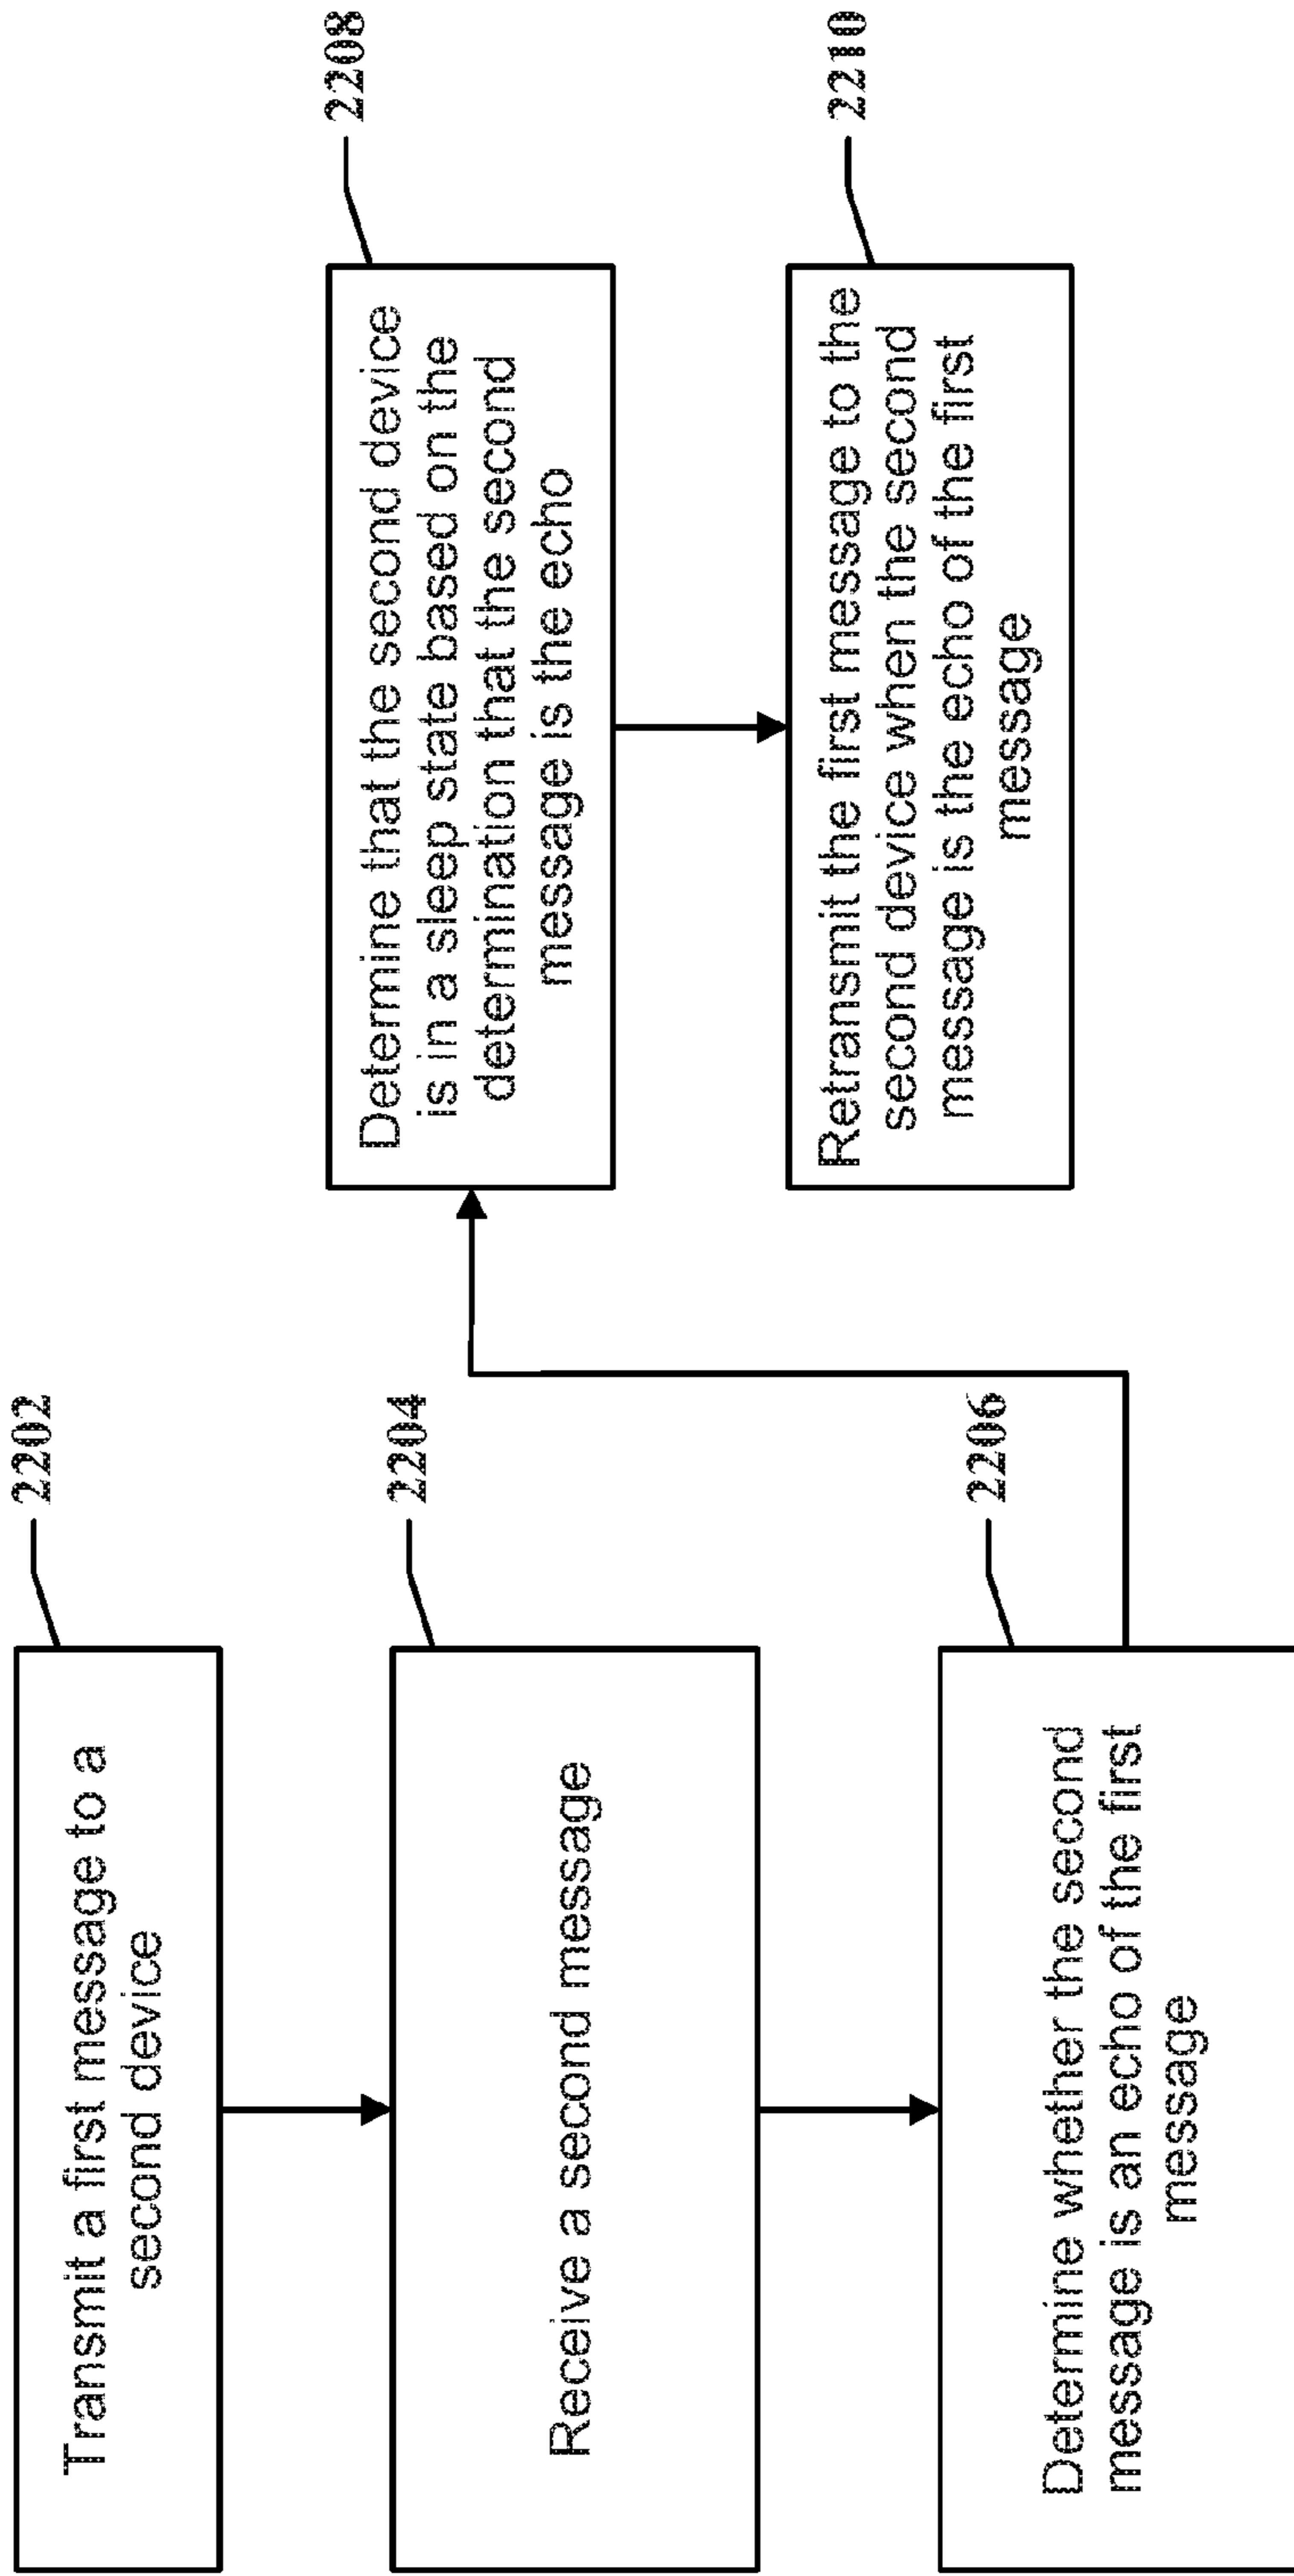 2202
Transmit a first message to a
second device
2204
Receive a second message
2206
Determine whether the second
message is an echo of the first
message
2208
Determine that the second device
is in a sleep state based on the
determination that the second
message is the echo
2210
Retransmit the first message to the
second device when the second
message is the echo of the first
message